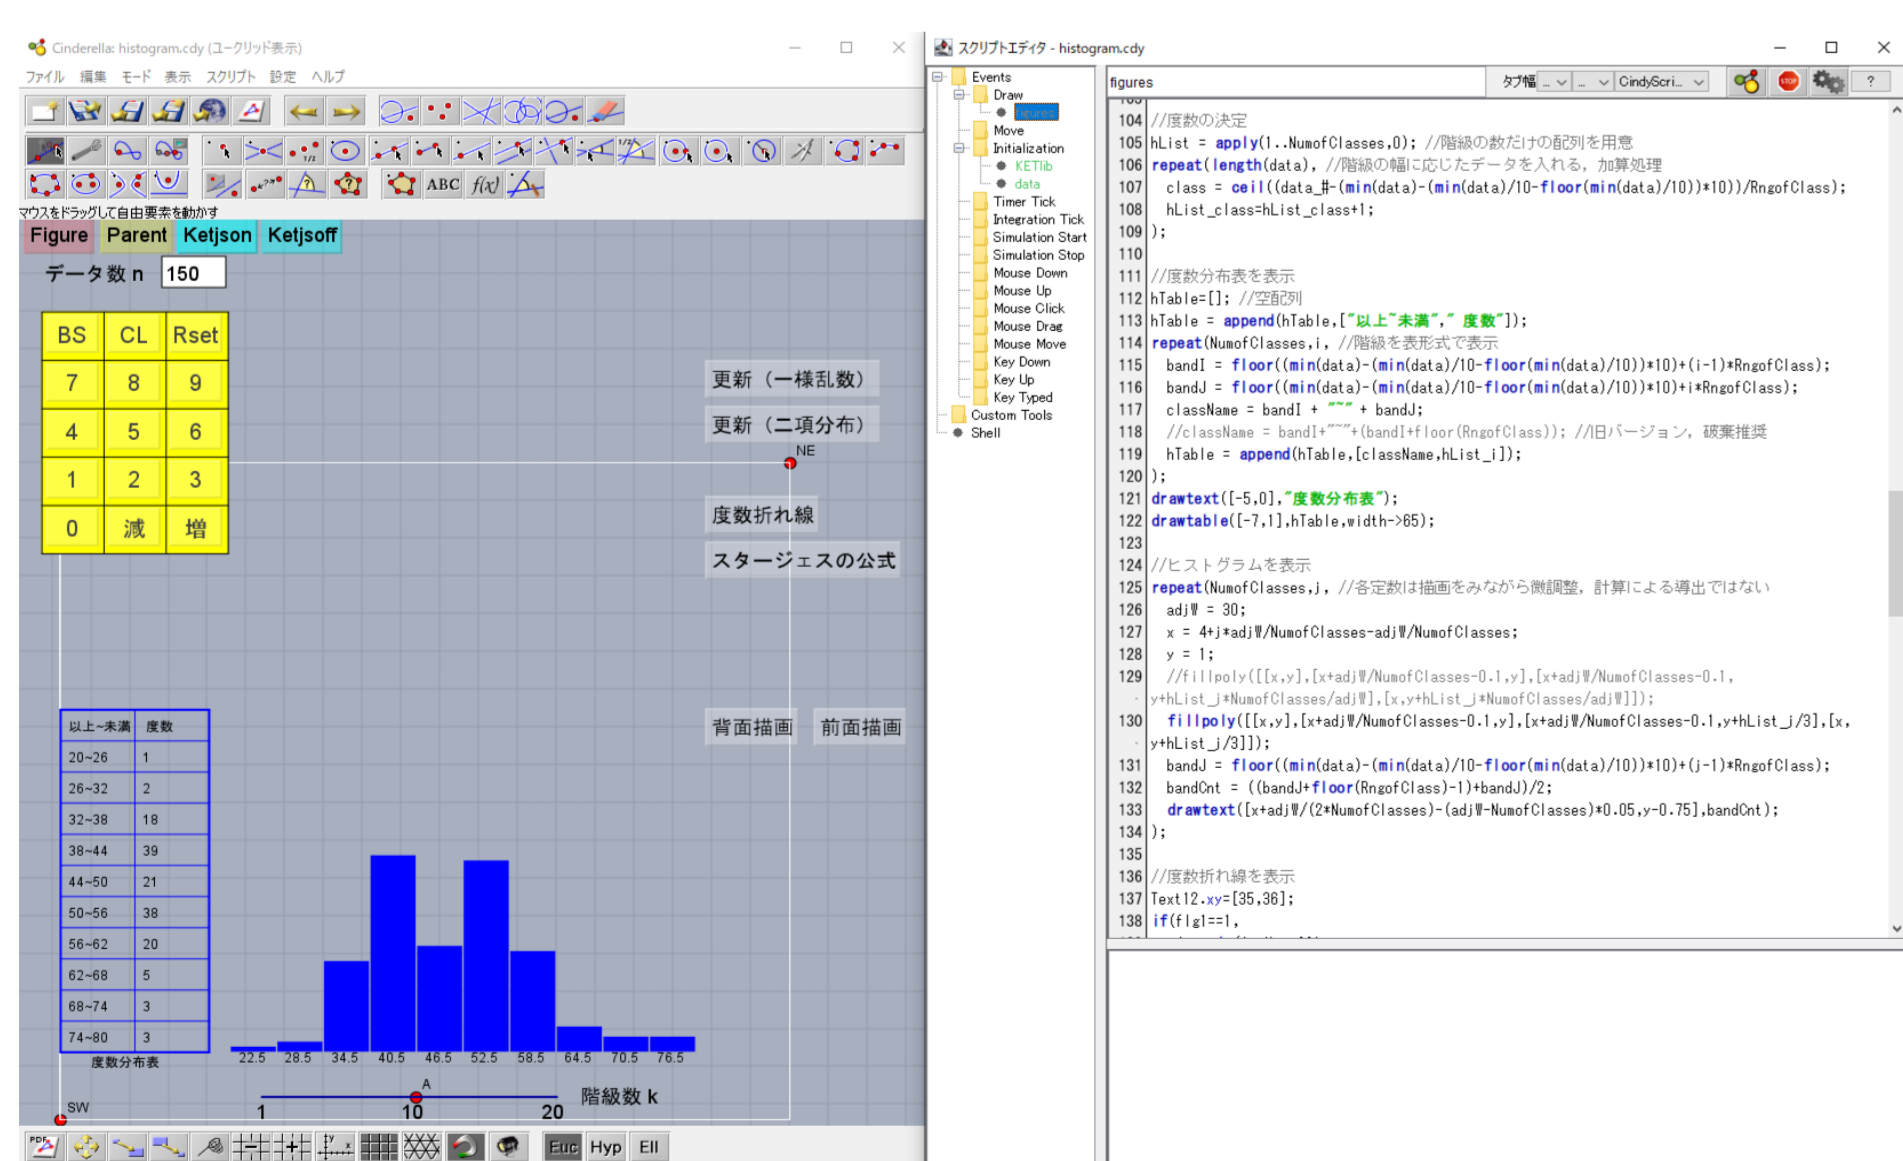 Cinderella: histogram.cdy (ユークリッド表示)
ファイル 編集 モード 表示 スクリプト 設定 ヘルプ
ABC f(x)
マウスをドラッグして自由要素を動かす
Figure Parent Ketjson Ketjsoff
データ数 n 150
BS CL Rset
7 8 9
4 5 6
1 2 3
0 減 増
更新（一様乱数）
更新（二項分布）
NE
度数折れ線
スタージェスの公式
背面描画 前面描画
以上~未満 度数
20~26 1
26~32 2
32~38 18
38~44 39
44~50 21
50~56 38
56~62 20
62~68 5
68~74 3
74~80 3
度数分布表
22.5 28.5 34.5 40.5 46.5 52.5 58.5 64.5 70.5 76.5
A
階級数 k
1 10 20
SW
PDF Euc Hyp Ell
スクリプトエディタ - histogram.cdy
Events
Draw
figures
Move
Initialization
KETlib
data
Timer Tick
Integration Tick
Simulation Start
Simulation Stop
Mouse Down
Mouse Up
Mouse Click
Mouse Drag
Mouse Move
Key Down
Key Up
Key Typed
Custom Tools
Shell
figures タブ幅 ... ... CindyScri... STOP ?
104 //度数の決定
105 hList = apply(1..NumofClasses,0); //階級の数だけの配列を用意
106 repeat(length(data), //階級の幅に応じたデータを入れる，加算処理
107 class = ceil((data_#-(min(data)-(min(data)/10-floor(min(data)/10))*10))/RngofClass);
108 hList_class=hList_class+1;
109 );
110
111 //度数分布表を表示
112 hTable=[]; //空配列
113 hTable = append(hTable,["以上~未満"," 度数"]);
114 repeat(NumofClasses,i, //階級を表形式で表示
115 bandI = floor((min(data)-(min(data)/10-floor(min(data)/10))*10)+(i-1)*RngofClass);
116 bandJ = floor((min(data)-(min(data)/10-floor(min(data)/10))*10)+i*RngofClass);
117 className = bandI + "~" + bandJ;
118 //className = bandI+"~"+(bandI+floor(RngofClass)); //旧バージョン，破棄推奨
119 hTable = append(hTable,[className,hList_i]);
120 );
121 drawtext([-5,0],"度数分布表");
122 drawtable([-7,1],hTable,width->65);
123
124 //ヒストグラムを表示
125 repeat(NumofClasses,j, //各定数は描画をみながら微調整，計算による導出ではない
126 adjW = 30;
127 x = 4+j*adjW/NumofClasses-adjW/NumofClasses;
128 y = 1;
129 //fillpoly([[x,y],[x+adjW/NumofClasses-0.1,y],[x+adjW/NumofClasses-0.1,
y+hList_j*NumofClasses/adjW],[x,y+hList_j*NumofClasses/adjW]]);
130 fillpoly([[x,y],[x+adjW/NumofClasses-0.1,y],[x+adjW/NumofClasses-0.1,y+hList_j/3],[x,
y+hList_j/3]]);
131 bandJ = floor((min(data)-(min(data)/10-floor(min(data)/10))*10)+(j-1)*RngofClass);
132 bandCnt = ((bandJ+floor(RngofClass)-1)+bandJ)/2;
133 drawtext([x+adjW/(2*NumofClasses)-(adjW-NumofClasses)*0.05,y-0.75],bandCnt);
134 );
135
136 //度数折れ線を表示
137 Text12.xy=[35,36];
138 if(flg1==1,